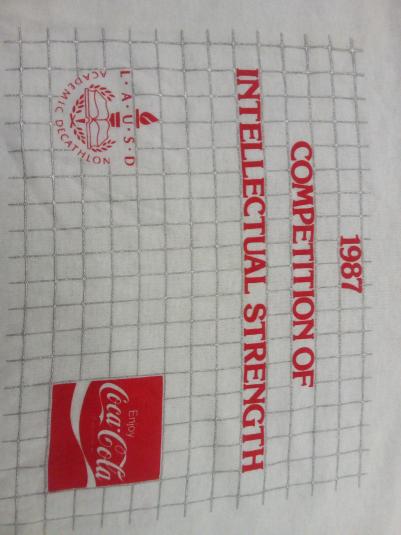 1987
COMPETITION OF
INTELLECTUAL STRENGTH
L·A·U·S·D
ACADEMIC DECATHLON
Enjoy
Coca-Cola